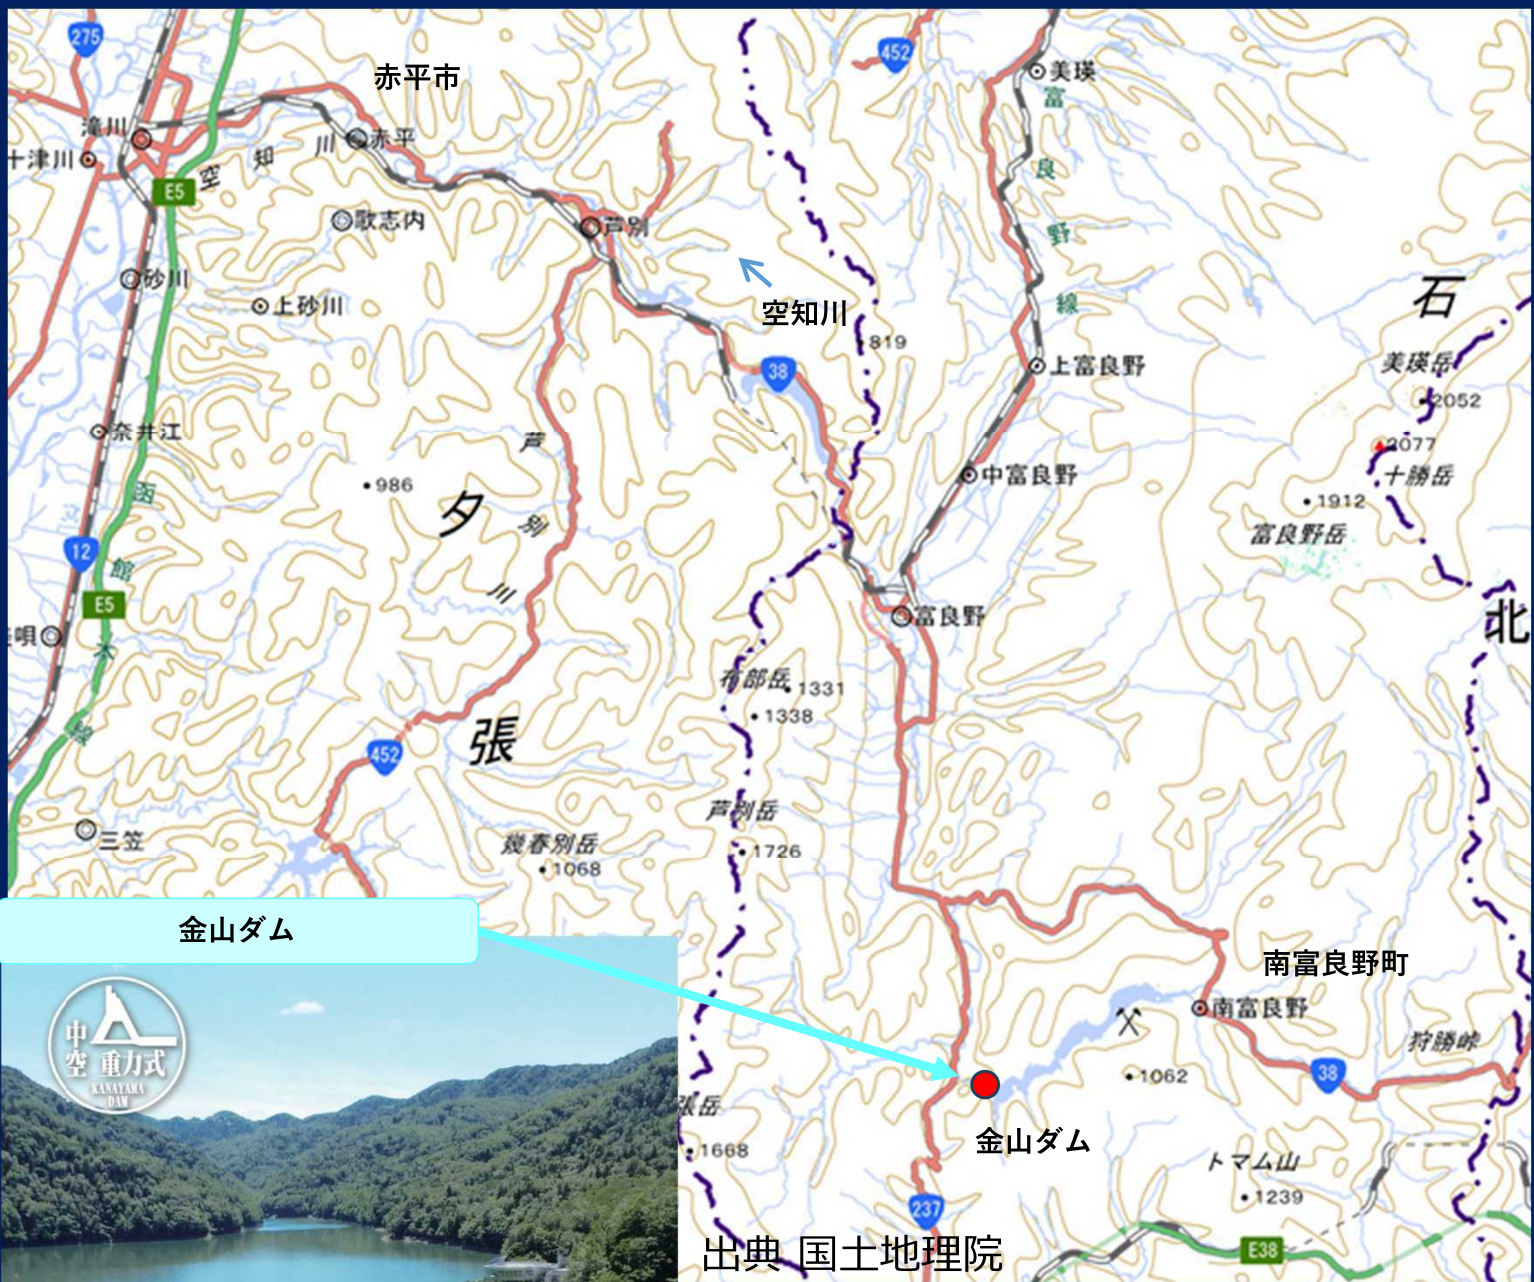 275
赤平市
452
美瑛
富良野線
滝川
赤平
十津川
空知川
E5
歌志内
芦別
砂川
上砂川
空知川
石
819
美瑛岳
38
上富良野
2052
奈井江
2077
十勝岳
芦別川
986
中富良野
夕
1912
富良野岳
函館本線
12
E5
富良野
北
唄
布部岳
1331
1338
張
452
芦別岳
三笠
幾春別岳
1726
1068
金山ダム
南富良野町
南富良野
狩勝峠
中空
重力式
KANAYAMA
DAM
38
1062
張岳
金山ダム
1668
トマム山
1239
237
出典 国土地理院
E38